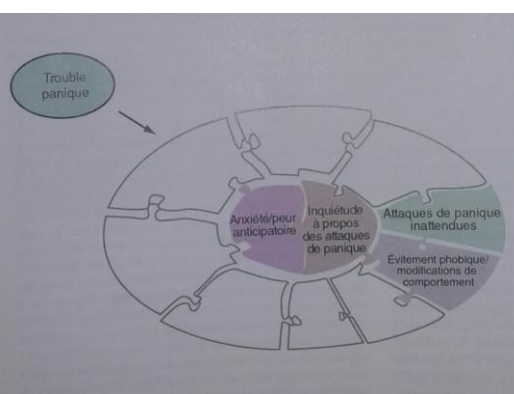 Trouble
panique
Anxiété/peur
anticipatoire
Inquiétude
à propos
des attaques
de panique
Attaques de panique
inattendues
Évitement phobique/
modifications de
comportement